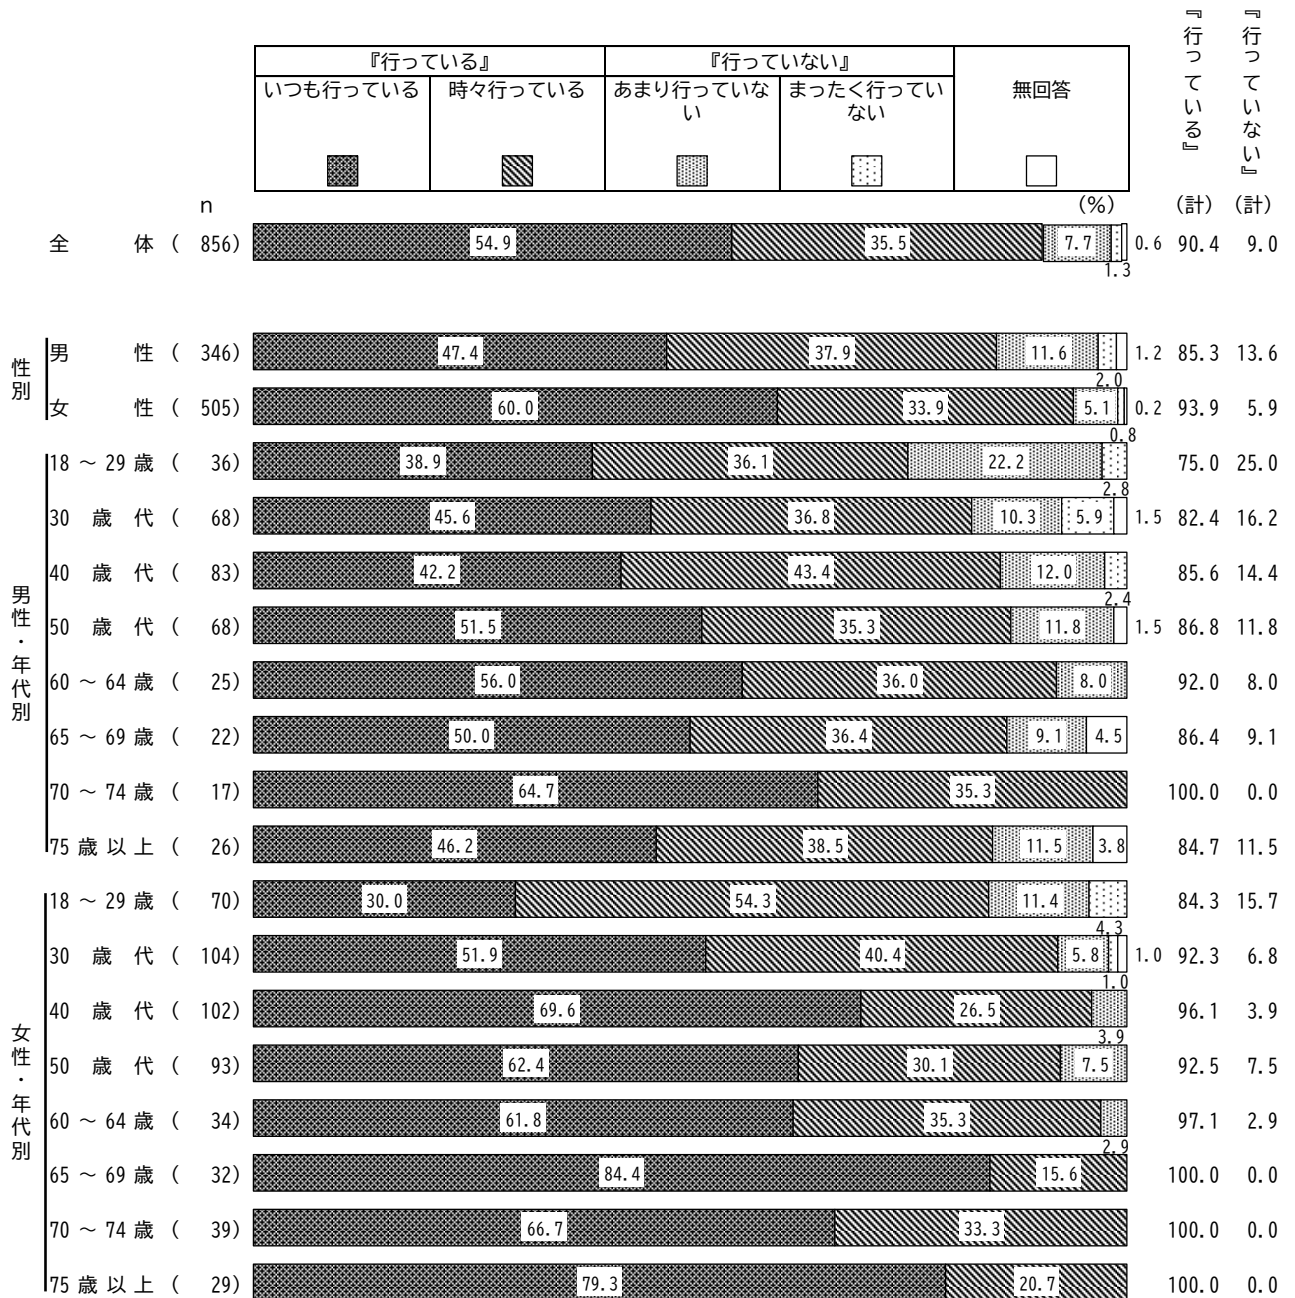 『行っている』
『行っていない』
『行っている』 『行っていない』
いつも行っている 時々行っている あまり行っていな まったく行ってい 無回答
い ない
n (%) (計) (計)
全 体 ( 856) 54.9 35.5 7.7 0.6 90.4 9.0
1.3
性別
男 性 ( 346) 47.4 37.9 11.6 1.2 85.3 13.6
2.0
女 性 ( 505) 60.0 33.9 5.1 0.2 93.9 5.9
0.8
男性・年代別
18 ～ 29 歳 ( 36) 38.9 36.1 22.2 75.0 25.0
2.8
30 歳 代 ( 68) 45.6 36.8 10.3 5.9 1.5 82.4 16.2
40 歳 代 ( 83) 42.2 43.4 12.0 85.6 14.4
2.4
50 歳 代 ( 68) 51.5 35.3 11.8 1.5 86.8 11.8
60 ～ 64 歳 ( 25) 56.0 36.0 8.0 92.0 8.0
65 ～ 69 歳 ( 22) 50.0 36.4 9.1 4.5 86.4 9.1
70 ～ 74 歳 ( 17) 64.7 35.3 100.0 0.0
75 歳 以 上 ( 26) 46.2 38.5 11.5 3.8 84.7 11.5
女性・年代別
18 ～ 29 歳 ( 70) 30.0 54.3 11.4 84.3 15.7
4.3
30 歳 代 ( 104) 51.9 40.4 5.8 1.0 92.3 6.8
1.0
40 歳 代 ( 102) 69.6 26.5 96.1 3.9
3.9
50 歳 代 ( 93) 62.4 30.1 7.5 92.5 7.5
60 ～ 64 歳 ( 34) 61.8 35.3 97.1 2.9
2.9
65 ～ 69 歳 ( 32) 84.4 15.6 100.0 0.0
70 ～ 74 歳 ( 39) 66.7 33.3 100.0 0.0
75 歳 以 上 ( 29) 79.3 20.7 100.0 0.0